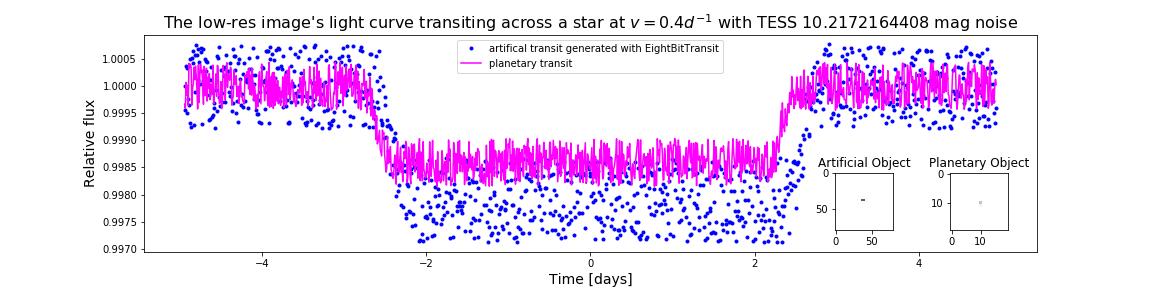 The low-res image's light curve transiting across a star at v = 0.4d⁻¹ with TESS 10.2172164408 mag noise
artifical transit generated with EightBitTransit
planetary transit
Relative flux
1.0005
1.0000
0.9995
0.9990
0.9985
0.9980
0.9975
0.9970
Artificial Object
0
50
0 50
Planetary Object
0
10
0 10
−4 −2 0 2 4
Time [days]